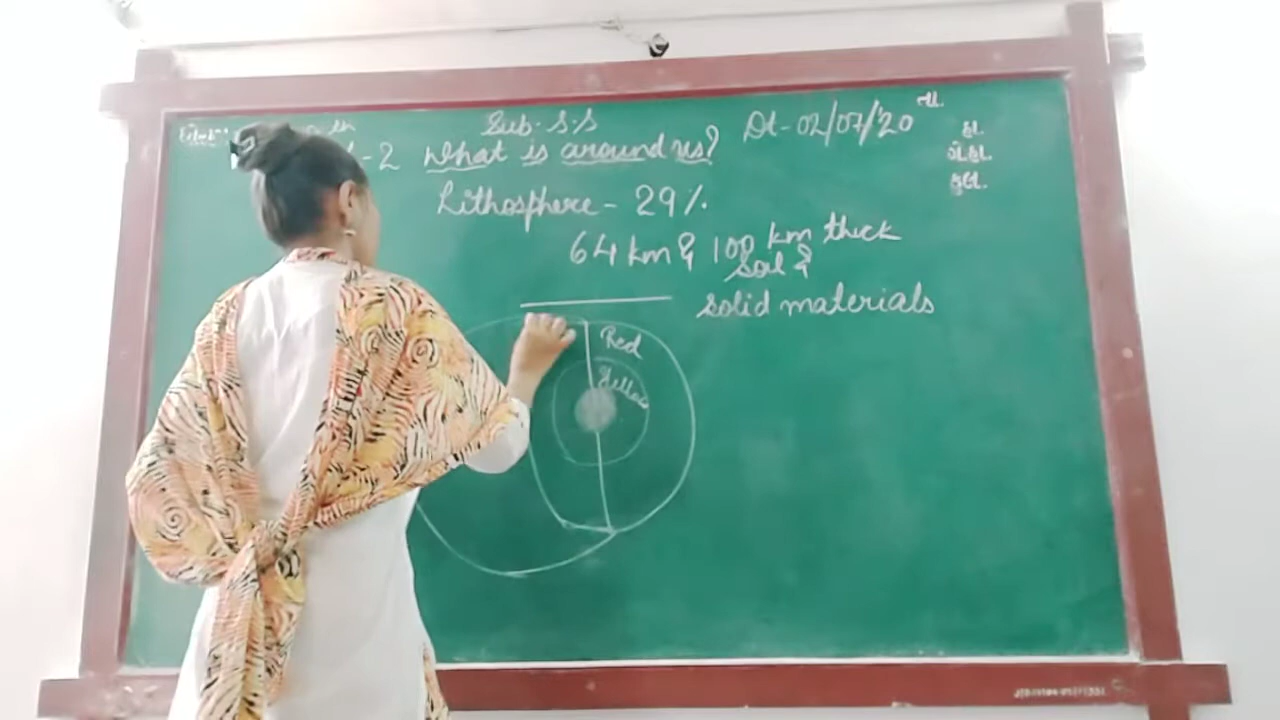 Sub- S.S
Dt - 02/07/'20
તા.
-2 What is around us?
હા.
ગે.હા.
કુલ.
Lithosphere - 29%
64 km & 100 km thick
soil &
solid materials
Red
Yellow